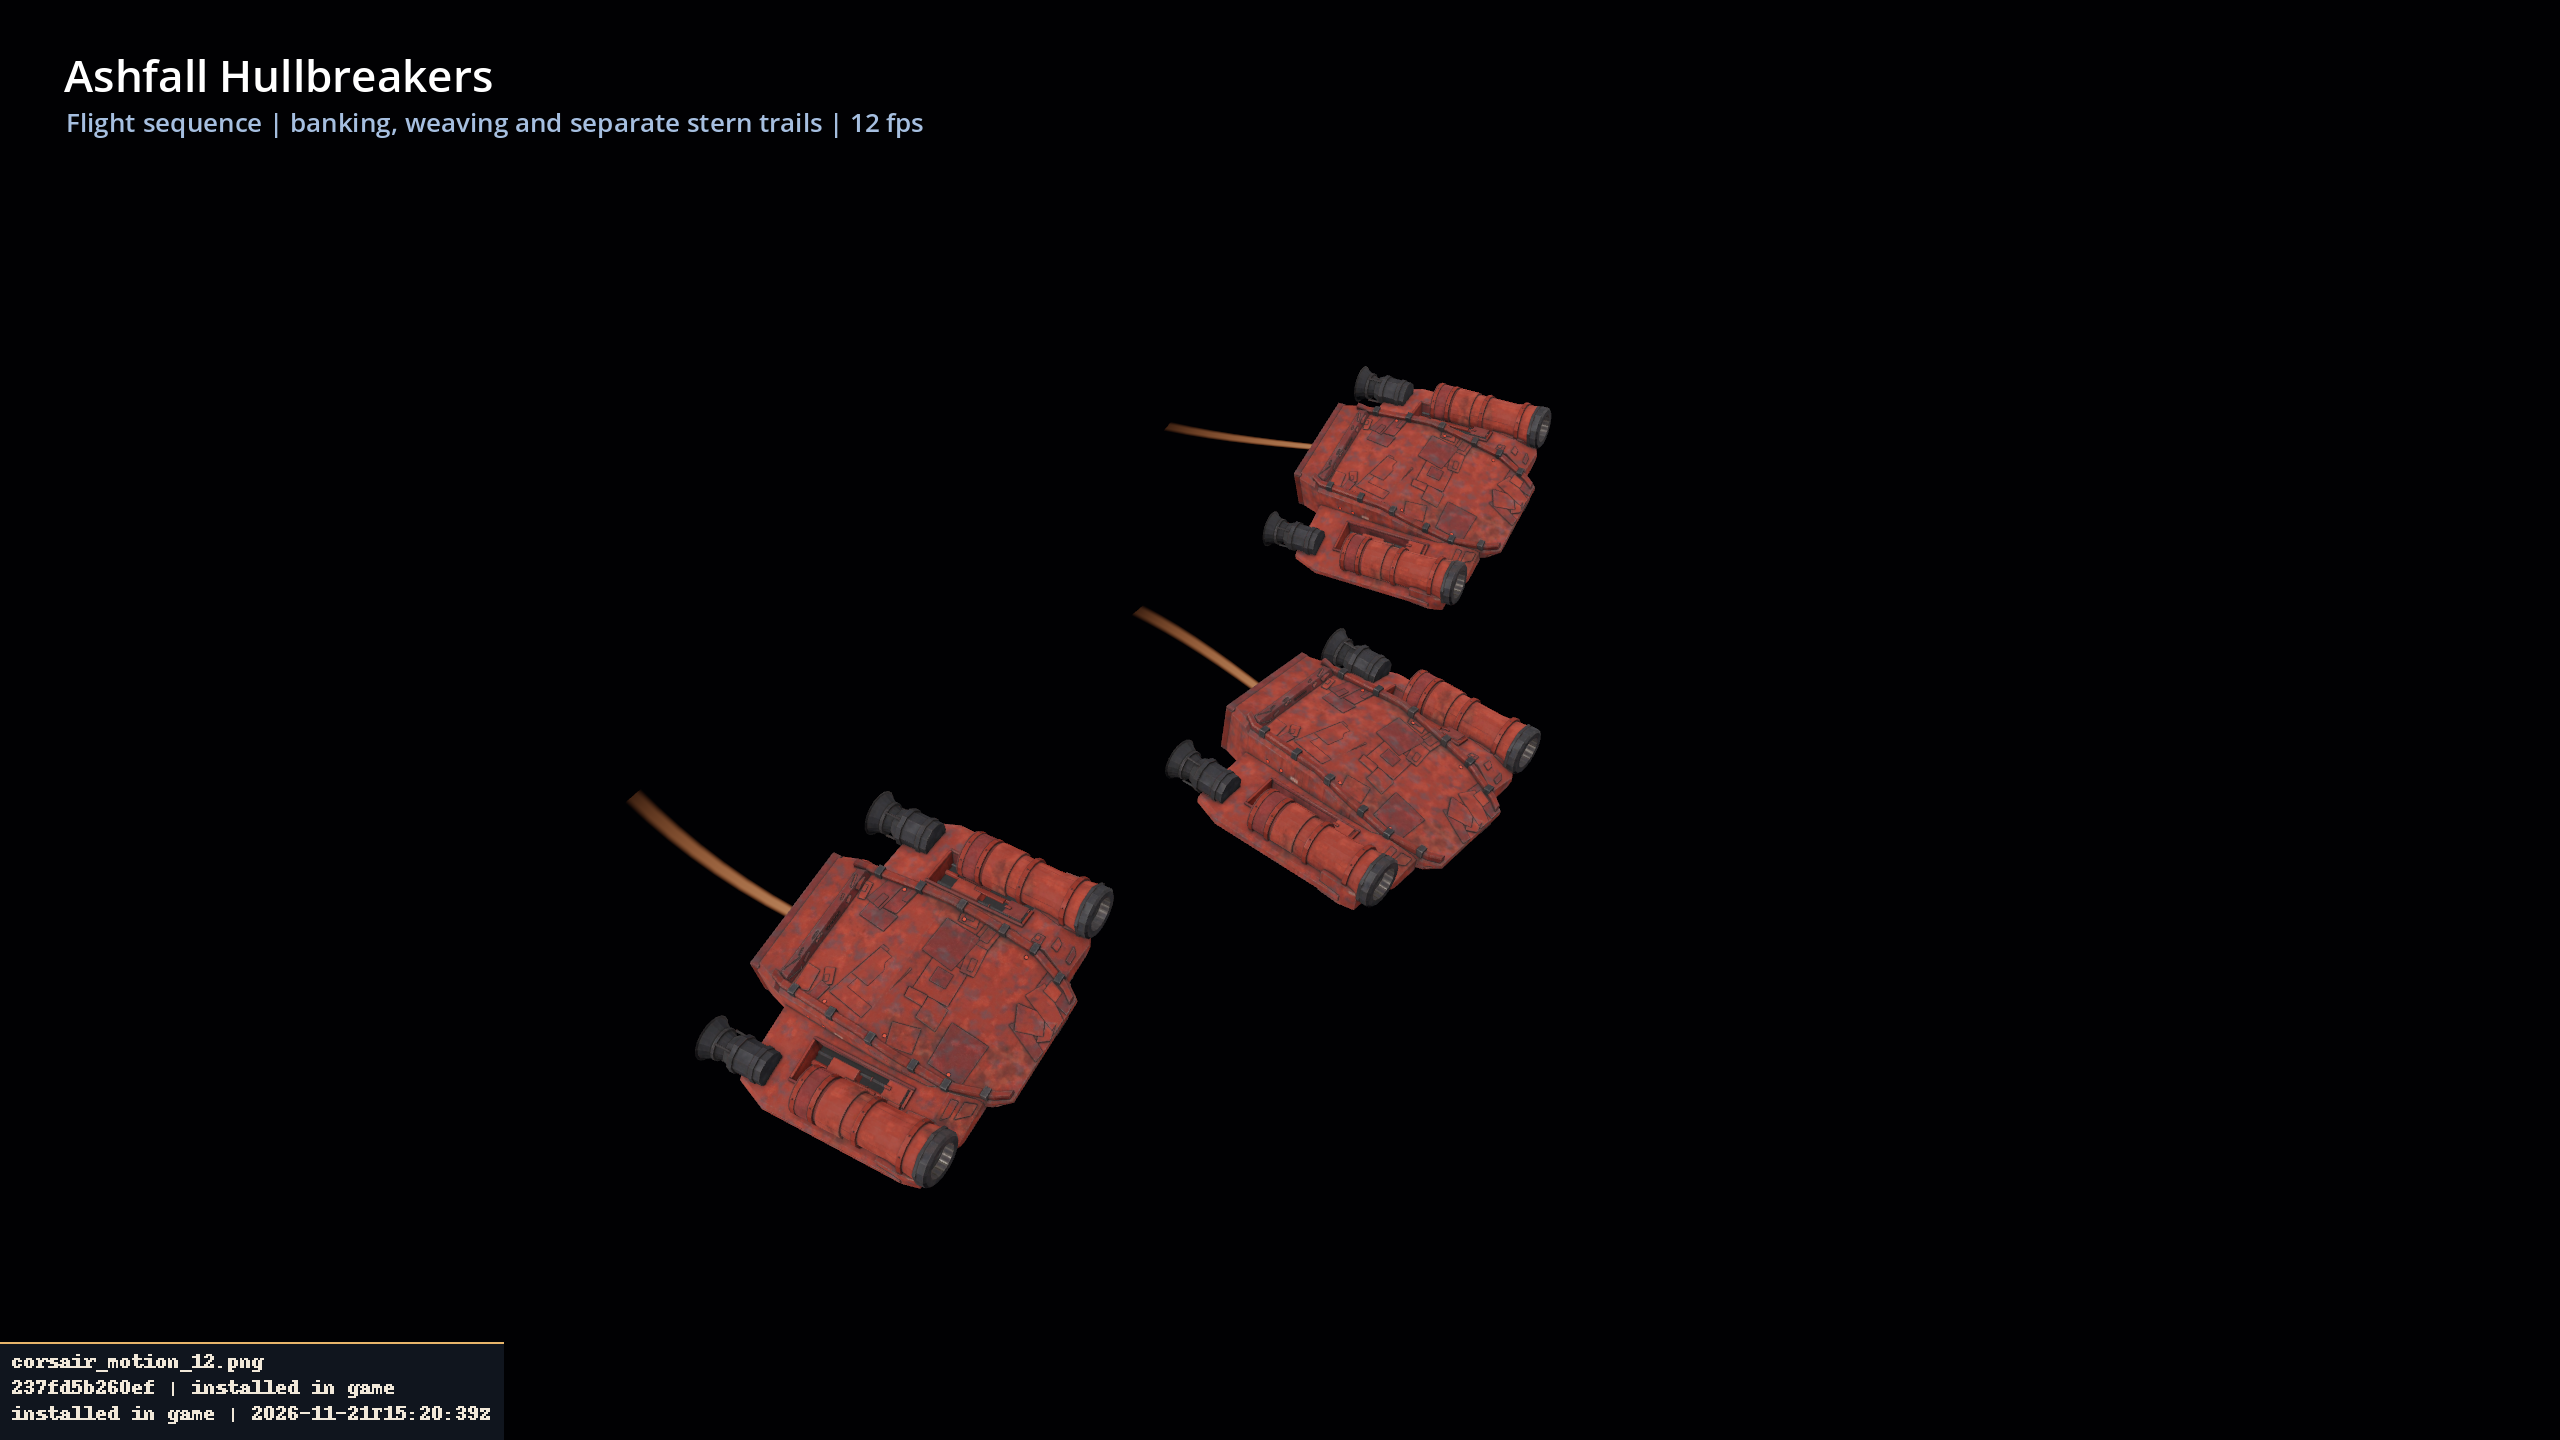 Ashfall Hullbreakers
Flight sequence | banking, weaving and separate stern trails | 12 fps
corsair_motion_12.png
237fd5b260ef | installed in game
installed in game | 2026-11-21T15:20:39Z